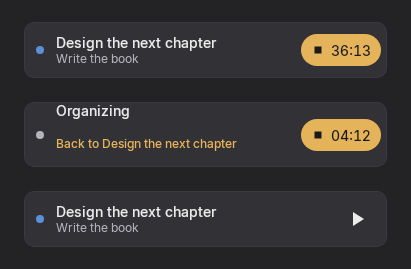 Design the next chapter
Write the book
36:13
Organizing
Back to Design the next chapter
04:12
Design the next chapter
Write the book